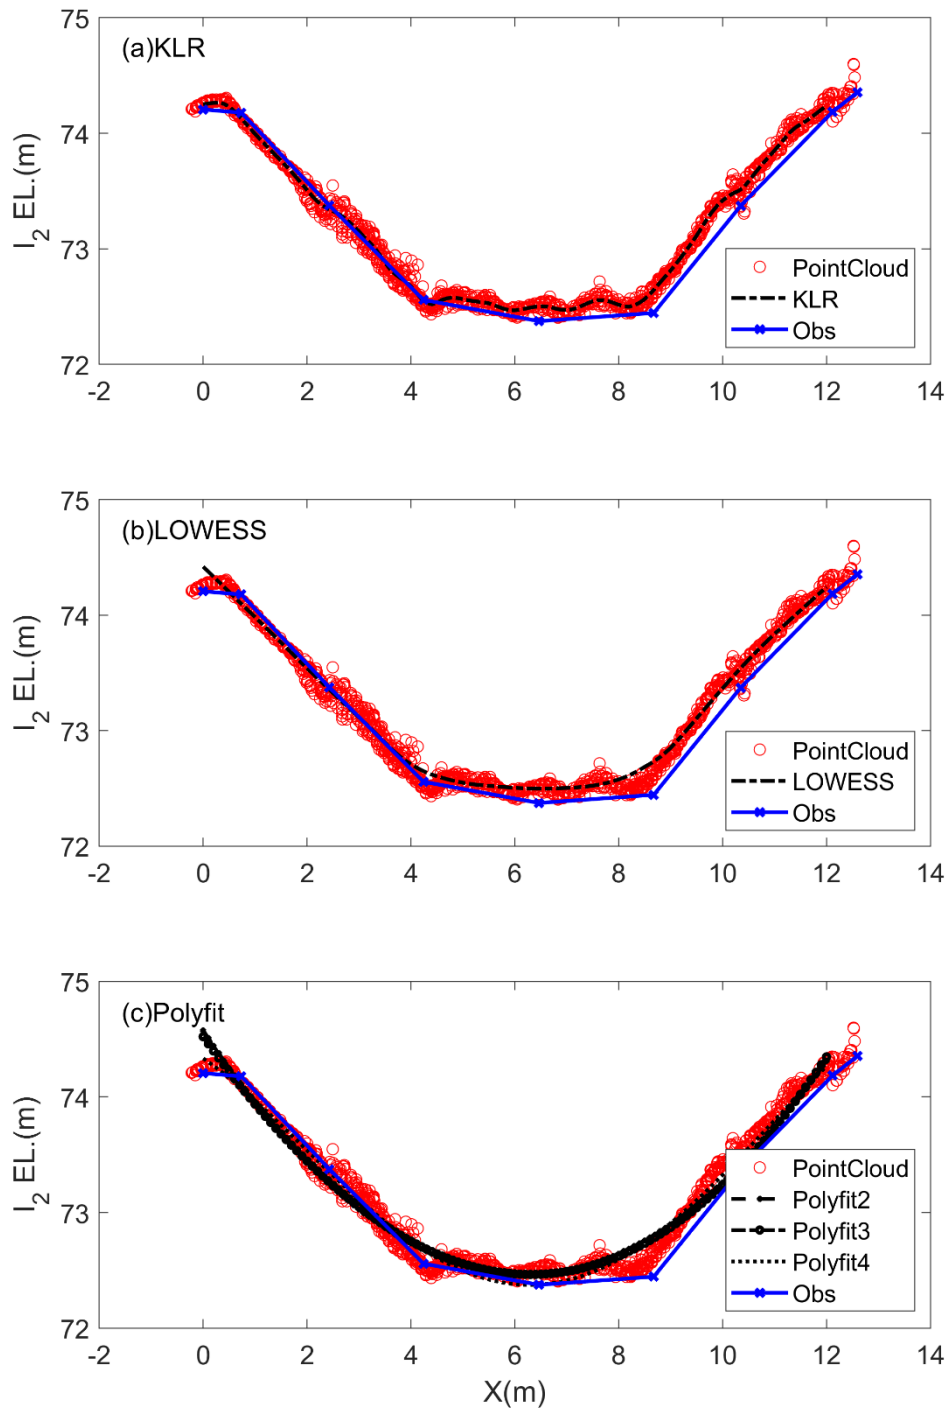 (a)KLR
75
74
73
72
I₂ EL.(m)
-2 0 2 4 6 8 10 12 14
PointCloud
KLR
Obs
(b)LOWESS
75
74
73
72
I₂ EL.(m)
-2 0 2 4 6 8 10 12 14
PointCloud
LOWESS
Obs
(c)Polyfit
75
74
73
72
I₂ EL.(m)
-2 0 2 4 6 8 10 12 14
X(m)
PointCloud
Polyfit2
Polyfit3
Polyfit4
Obs